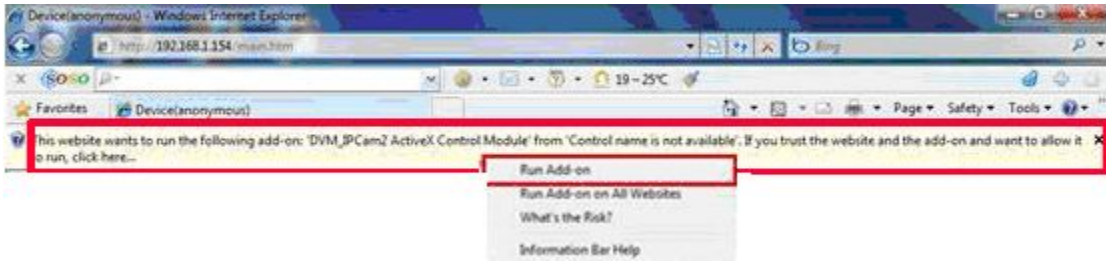 Device(anonymous) - Windows Internet Explorer
http://192.168.1.154/main.htm
Bing
SOSO
19~25℃
Favorites
Device(anonymous)
Page
Safety
Tools
This website wants to run the following add-on: 'DVM_IPCam2 ActiveX Control Module' from 'Control name is not available'. If you trust the website and the add-on and want to allow it
o run, click here...
Run Add-on
Run Add-on on All Websites
What's the Risk?
Information Bar Help